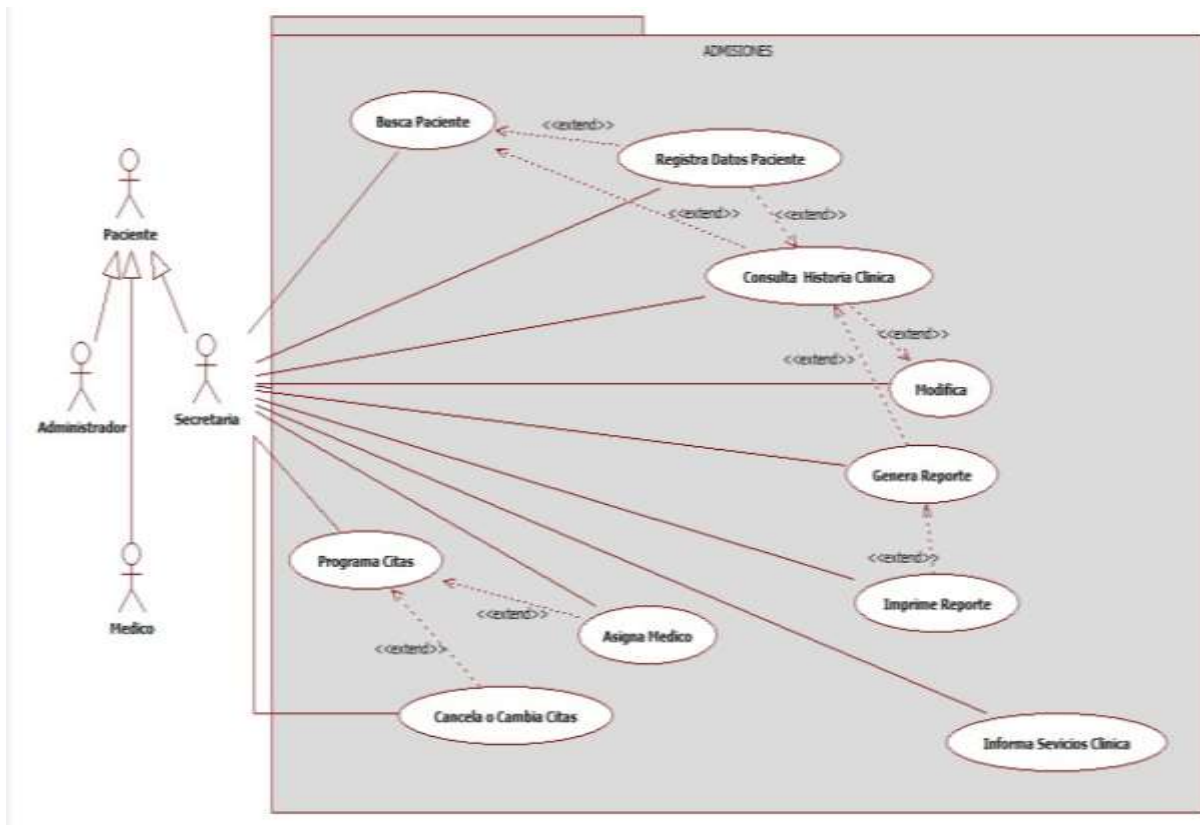 ADMISIONES
Busca Paciente
<<extend>>
Registra Datos Paciente
<<extend>>
<<extend>>
Paciente
Consulta Historia Clinica
<<extend>>
<<extend>>
Modifica
Administrador
Secretaria
Genera Reporte
Programa Citas
<<extend>>
Imprime Reporte
Medico
<<extend>>
Asigna Medico
<<extend>>
Cancela o Cambia Citas
Informa Sevicios Clinica